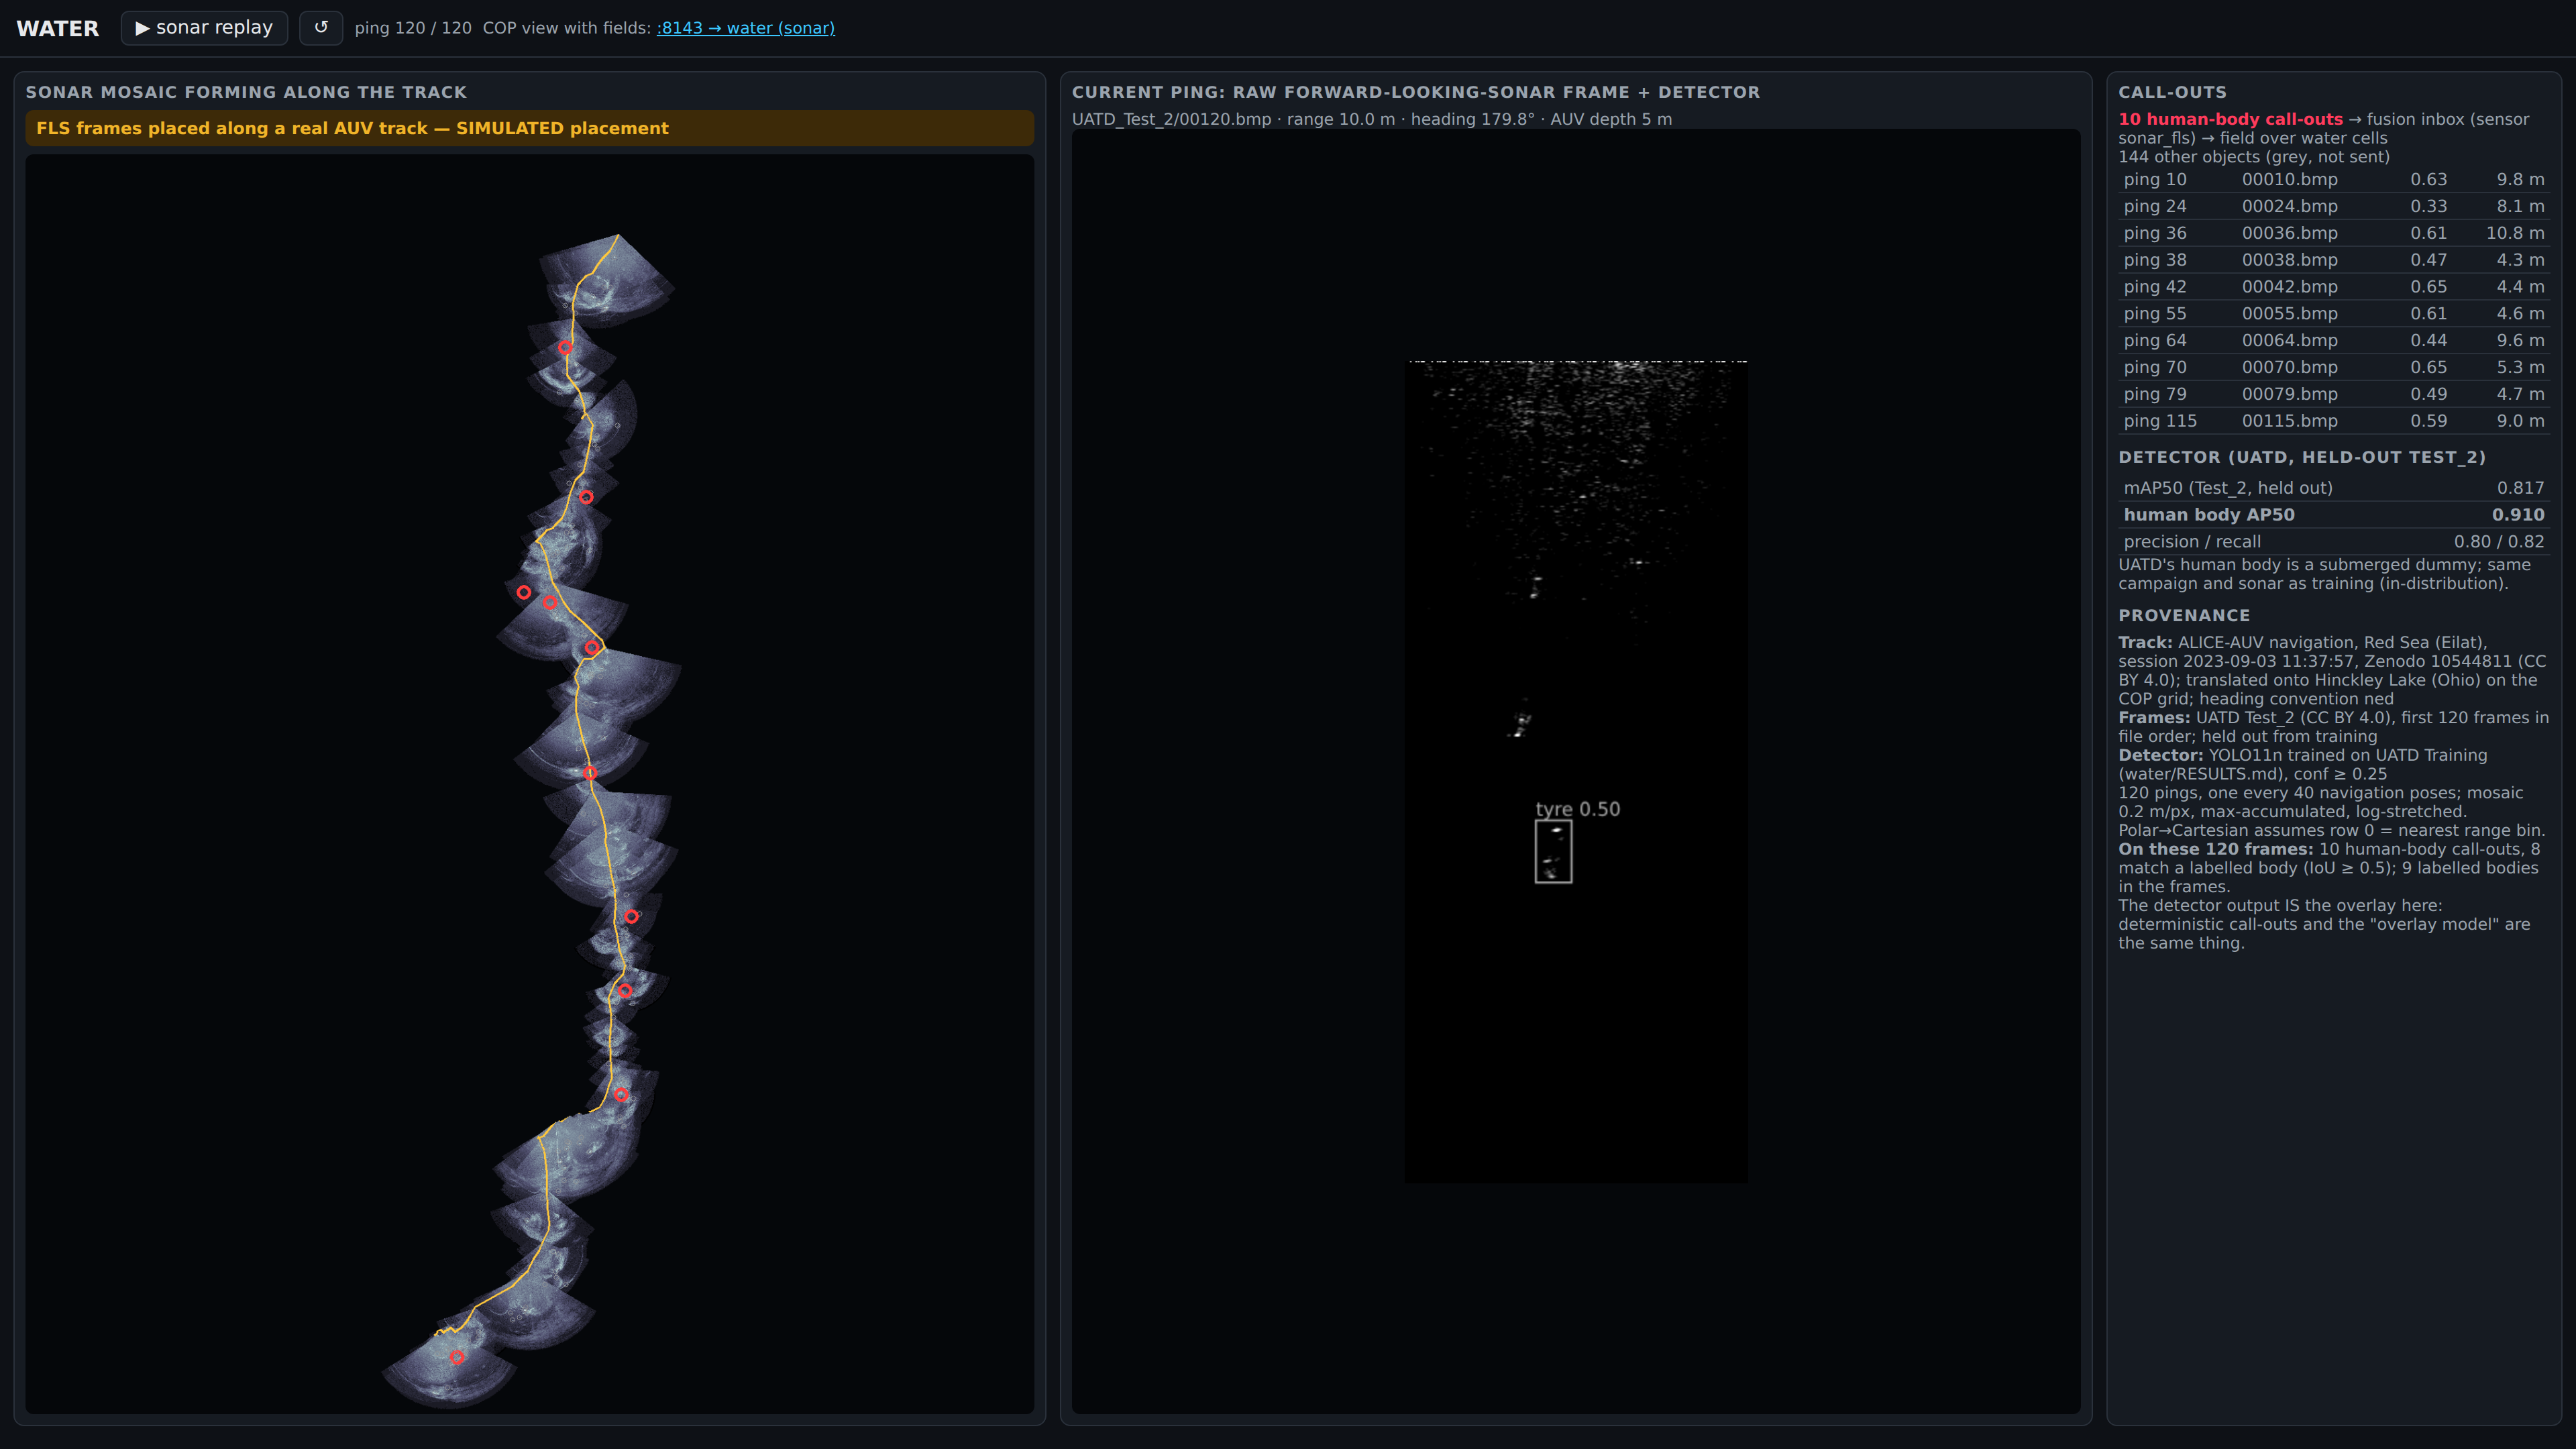 WATER
▶ sonar replay
↺
ping 120 / 120 COP view with fields: :8143 → water (sonar)
SONAR MOSAIC FORMING ALONG THE TRACK
FLS frames placed along a real AUV track — SIMULATED placement
CURRENT PING: RAW FORWARD-LOOKING-SONAR FRAME + DETECTOR
UATD_Test_2/00120.bmp · range 10.0 m · heading 179.8° · AUV depth 5 m
tyre 0.50
CALL-OUTS
10 human-body call-outs → fusion inbox (sensor
sonar_fls) → field over water cells
144 other objects (grey, not sent)
ping 10 00010.bmp 0.63 9.8 m
ping 24 00024.bmp 0.33 8.1 m
ping 36 00036.bmp 0.61 10.8 m
ping 38 00038.bmp 0.47 4.3 m
ping 42 00042.bmp 0.65 4.4 m
ping 55 00055.bmp 0.61 4.6 m
ping 64 00064.bmp 0.44 9.6 m
ping 70 00070.bmp 0.65 5.3 m
ping 79 00079.bmp 0.49 4.7 m
ping 115 00115.bmp 0.59 9.0 m
DETECTOR (UATD, HELD-OUT TEST_2)
mAP50 (Test_2, held out) 0.817
human body AP50 0.910
precision / recall 0.80 / 0.82
UATD's human body is a submerged dummy; same
campaign and sonar as training (in-distribution).
PROVENANCE
Track: ALICE-AUV navigation, Red Sea (Eilat),
session 2023-09-03 11:37:57, Zenodo 10544811 (CC
BY 4.0); translated onto Hinckley Lake (Ohio) on the
COP grid; heading convention ned
Frames: UATD Test_2 (CC BY 4.0), first 120 frames in
file order; held out from training
Detector: YOLO11n trained on UATD Training
(water/RESULTS.md), conf ≥ 0.25
120 pings, one every 40 navigation poses; mosaic
0.2 m/px, max-accumulated, log-stretched.
Polar→Cartesian assumes row 0 = nearest range bin.
On these 120 frames: 10 human-body call-outs, 8
match a labelled body (IoU ≥ 0.5); 9 labelled bodies
in the frames.
The detector output IS the overlay here:
deterministic call-outs and the "overlay model" are
the same thing.